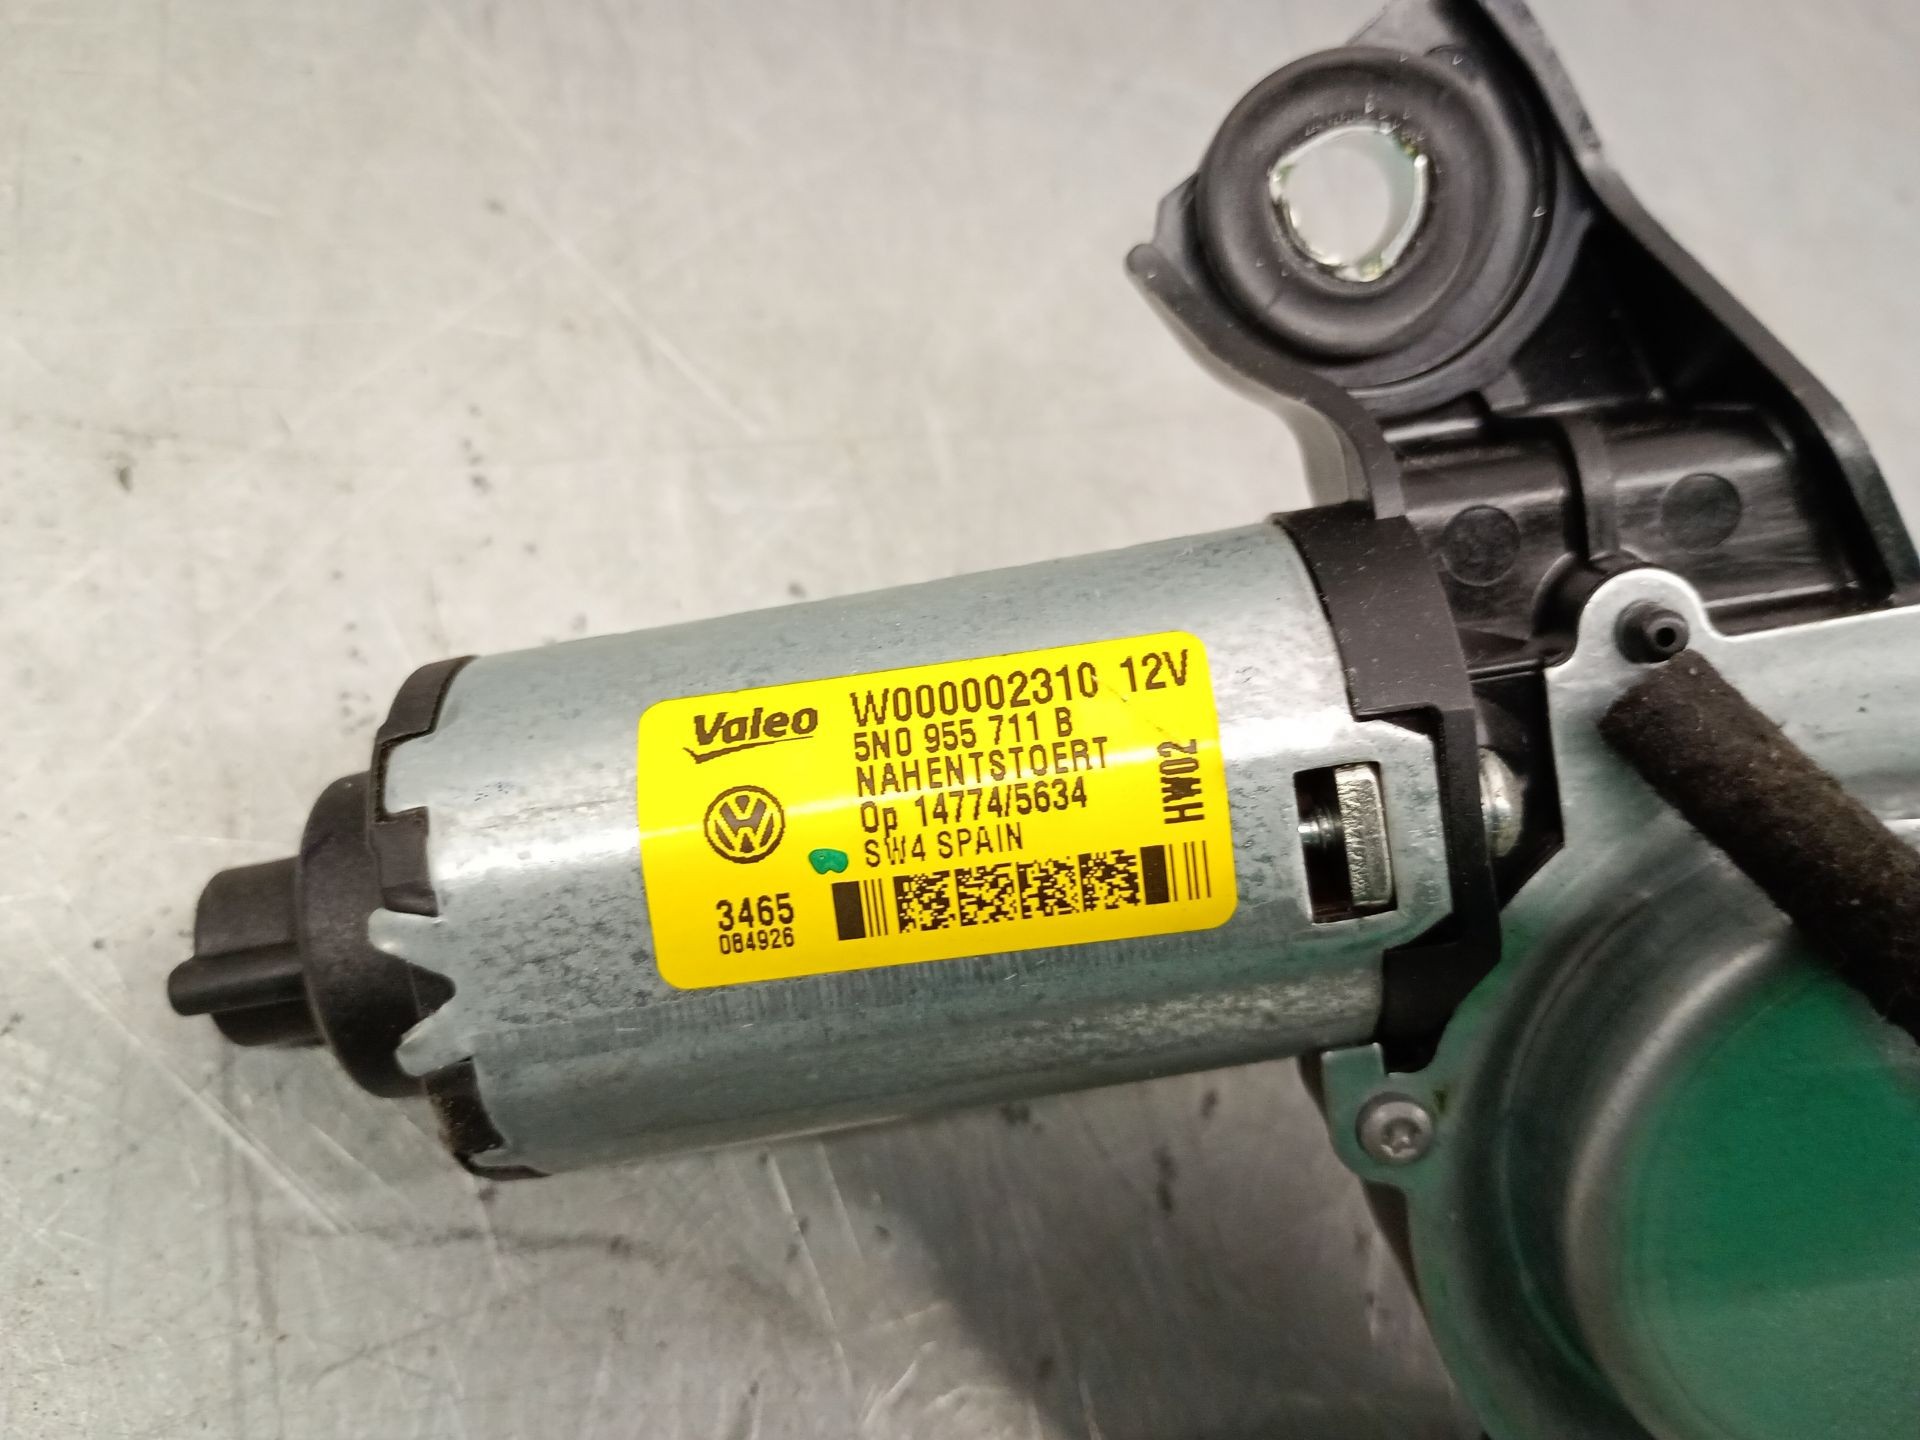 Valeo
W000002310 12V
5N0 955 711 B
NAHENTSTOERT
Op 14774/5634
SW4 SPAIN
HW02
3465
084926